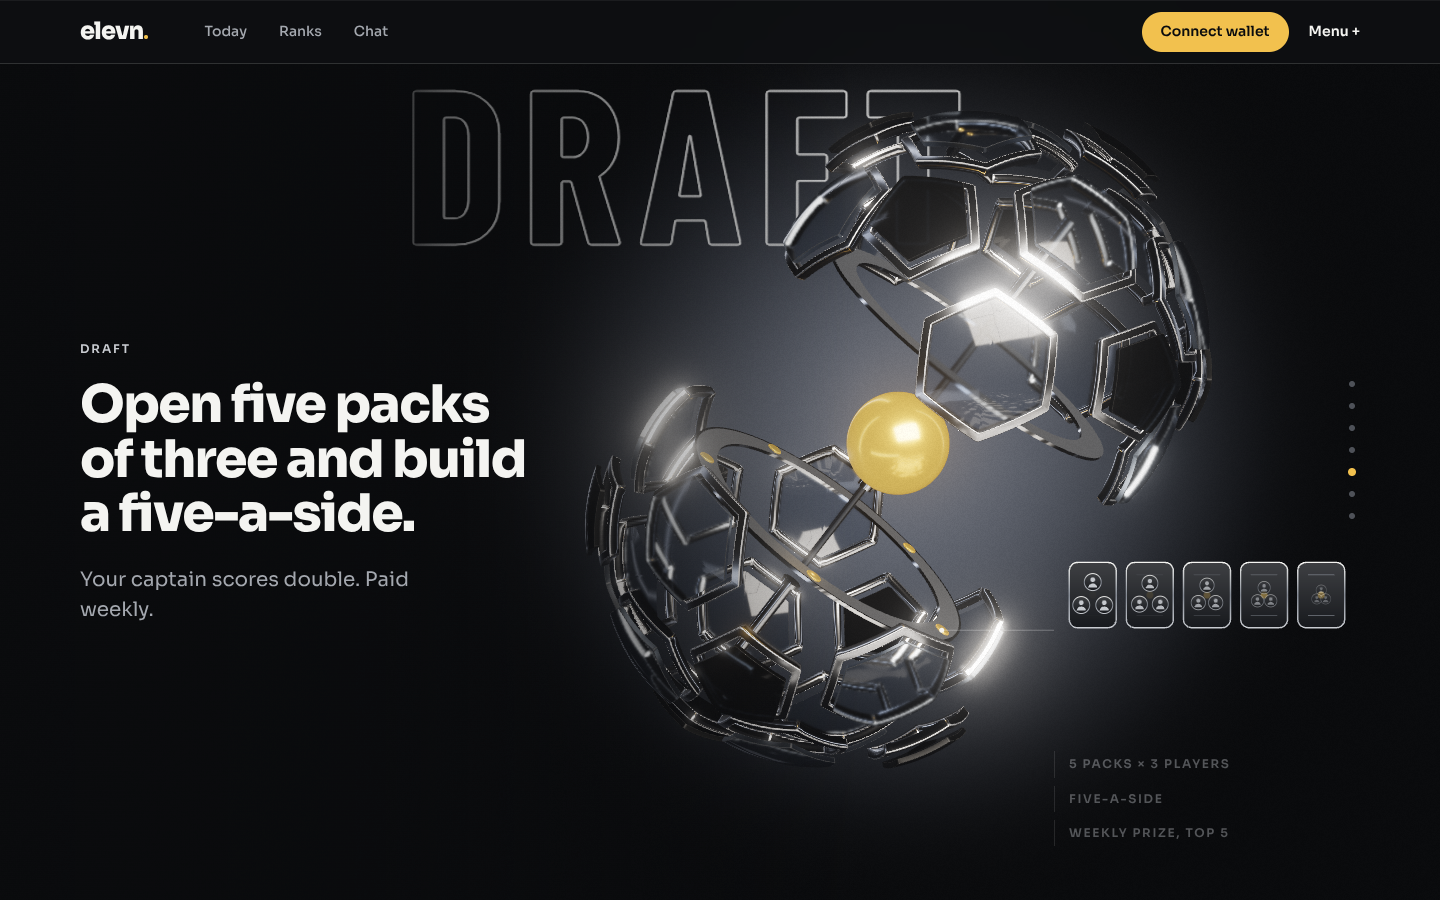 elevn.
Today
Ranks
Chat
Connect wallet
Menu +
DRAFT
DRAFT
Open five packs
of three and build
a five-a-side.
Your captain scores double. Paid
weekly.
5 PACKS × 3 PLAYERS
FIVE-A-SIDE
WEEKLY PRIZE, TOP 5